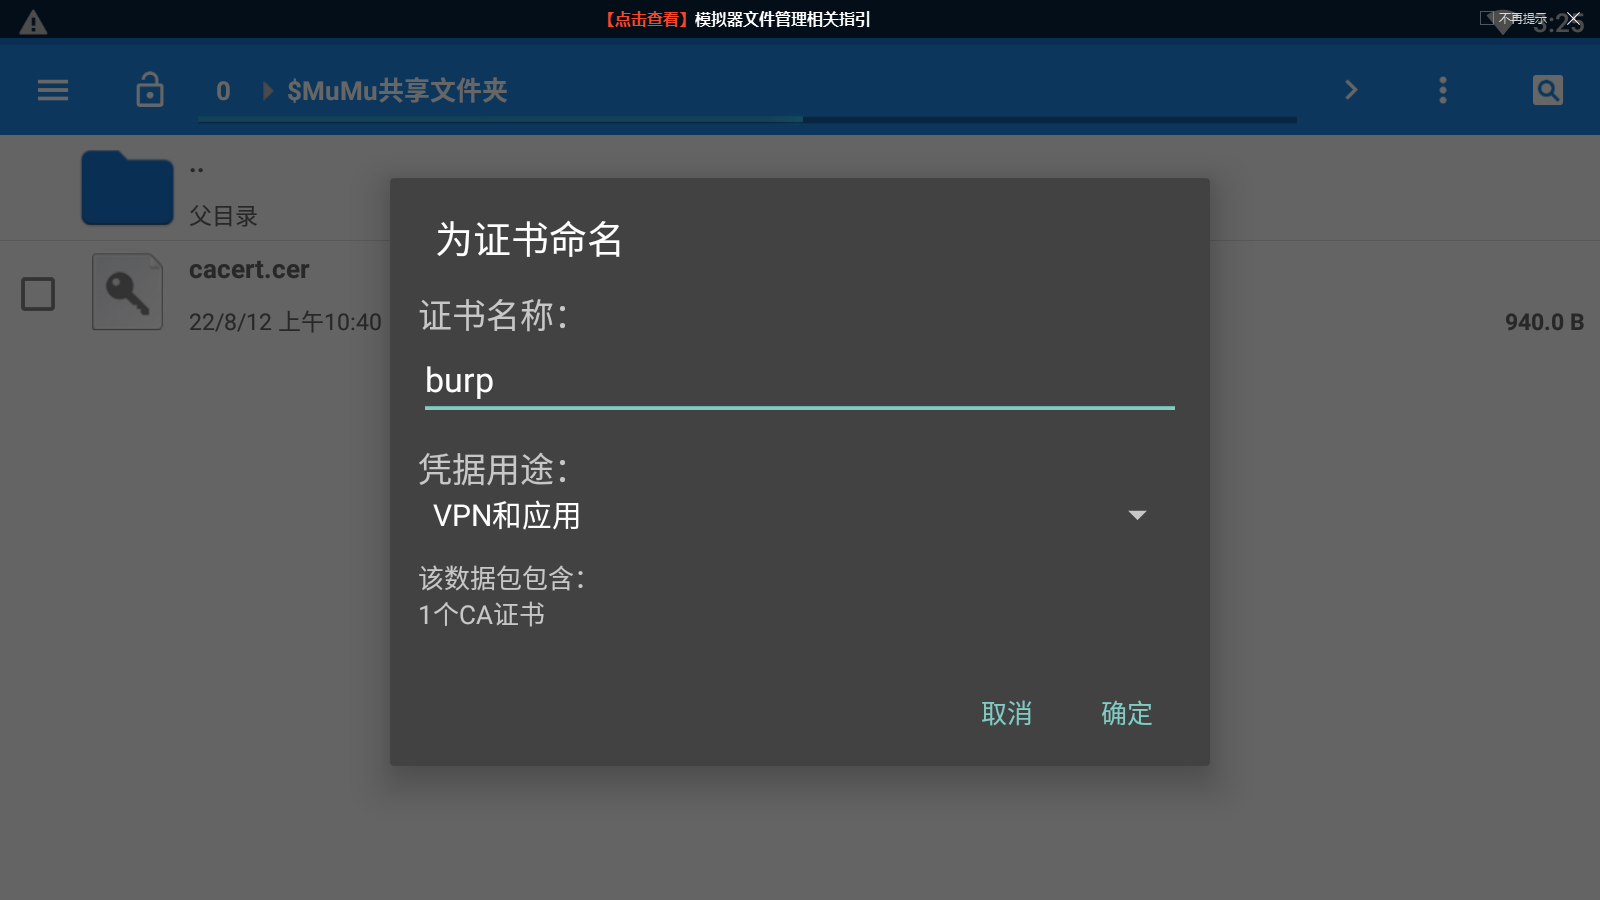 【点击查看】模拟器文件管理相关指引
不再提示
3:25
0
$MuMu共享文件夹
..
父目录
cacert.cer
22/8/12 上午10:40
940.0 B
为证书命名
证书名称：
burp
凭据用途：
VPN和应用
该数据包包含：
1个CA证书
取消
确定